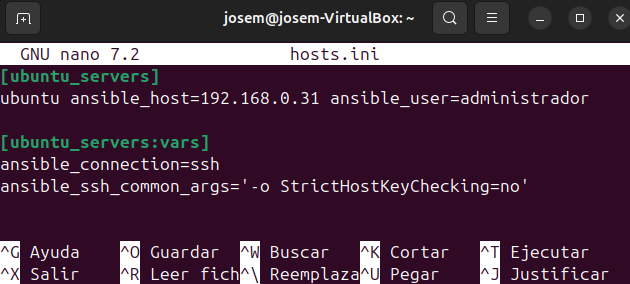 josem@josem-VirtualBox: ~
GNU nano 7.2 hosts.ini
[ubuntu_servers]
ubuntu ansible_host=192.168.0.31 ansible_user=administrador
[ubuntu_servers:vars]
ansible_connection=ssh
ansible_ssh_common_args='-o StrictHostKeyChecking=no'
^G Ayuda ^O Guardar ^W Buscar ^K Cortar ^T Ejecutar
^X Salir ^R Leer fich ^\ Reemplaza ^U Pegar ^J Justificar